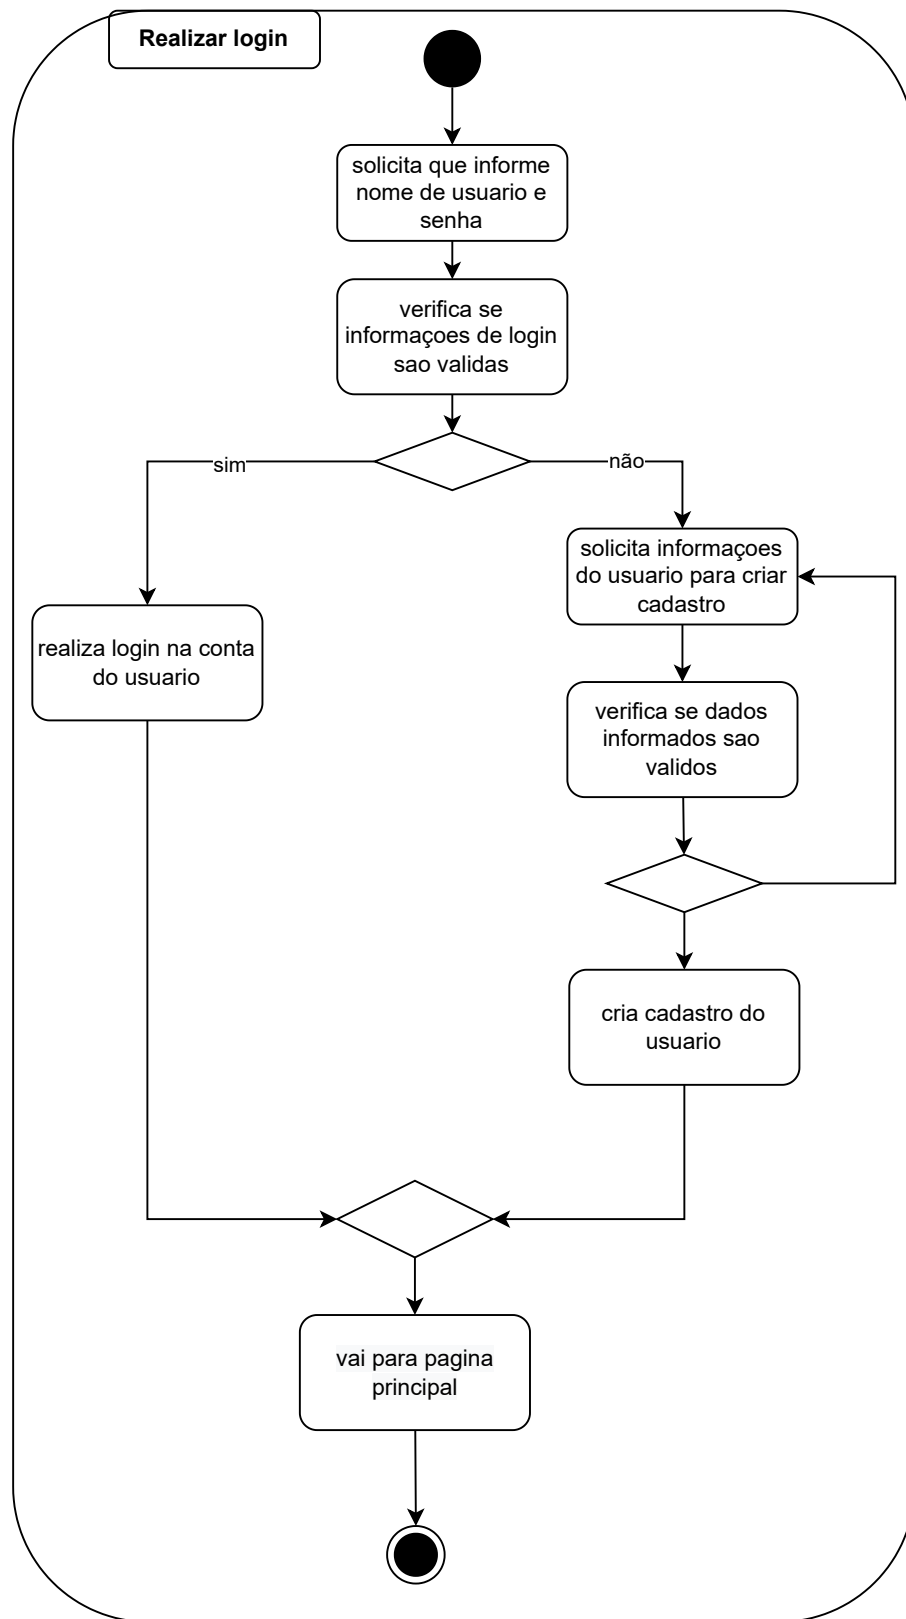 Realizar login
solicita que informe
nome de usuario e
senha
verifica se
informaçoes de login
sao validas
sim
não
solicita informaçoes
do usuario para criar
cadastro
realiza login na conta
do usuario
verifica se dados
informados sao
validos
cria cadastro do
usuario
vai para pagina
principal